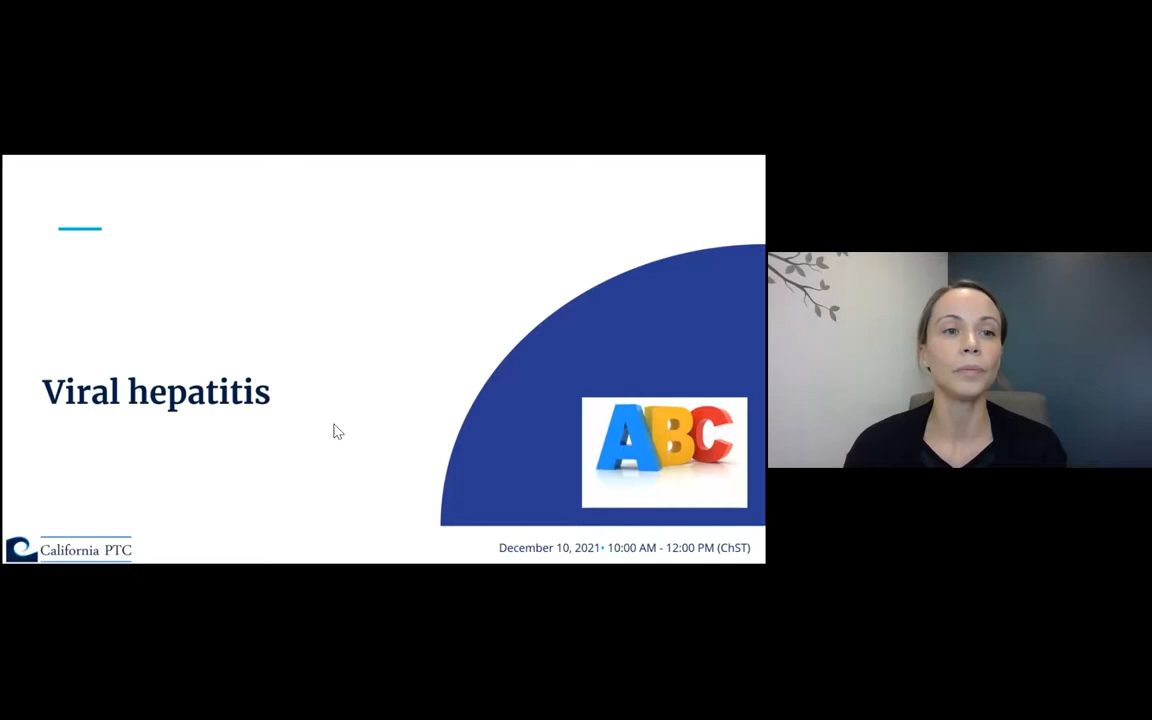 Viral hepatitis
ABC
California PTC
December 10, 2021• 10:00 AM - 12:00 PM (ChST)